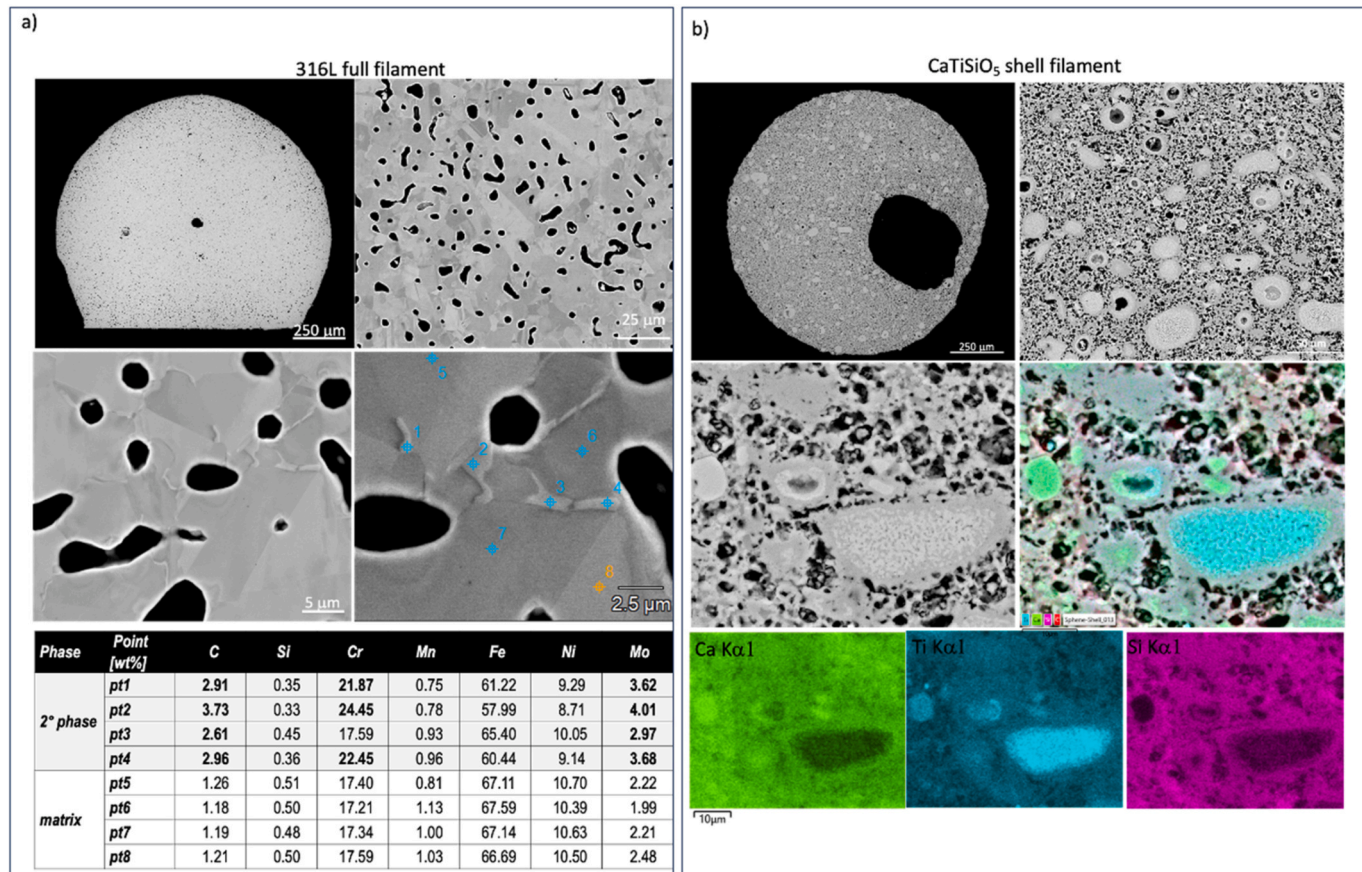 a)
316L full filament
250 µm
25 µm
5
1
2
6
3
4
7
8
5 µm
2.5 µm
Phase Point [wt%] C Si Cr Mn Fe Ni Mo
2° phase
pt1 2.91 0.35 21.87 0.75 61.22 9.29 3.62
pt2 3.73 0.33 24.45 0.78 57.99 8.71 4.01
pt3 2.61 0.45 17.59 0.93 65.40 10.05 2.97
pt4 2.96 0.36 22.45 0.96 60.44 9.14 3.68
matrix
pt5 1.26 0.51 17.40 0.81 67.11 10.70 2.22
pt6 1.18 0.50 17.21 1.13 67.59 10.39 1.99
pt7 1.19 0.48 17.34 1.00 67.14 10.63 2.21
pt8 1.21 0.50 17.59 1.03 66.69 10.50 2.48
b)
CaTiSiO₅ shell filament
250 µm
µm
Sphene-Shell_013
Ca Kα1
Ti Kα1
Si Kα1
10µm